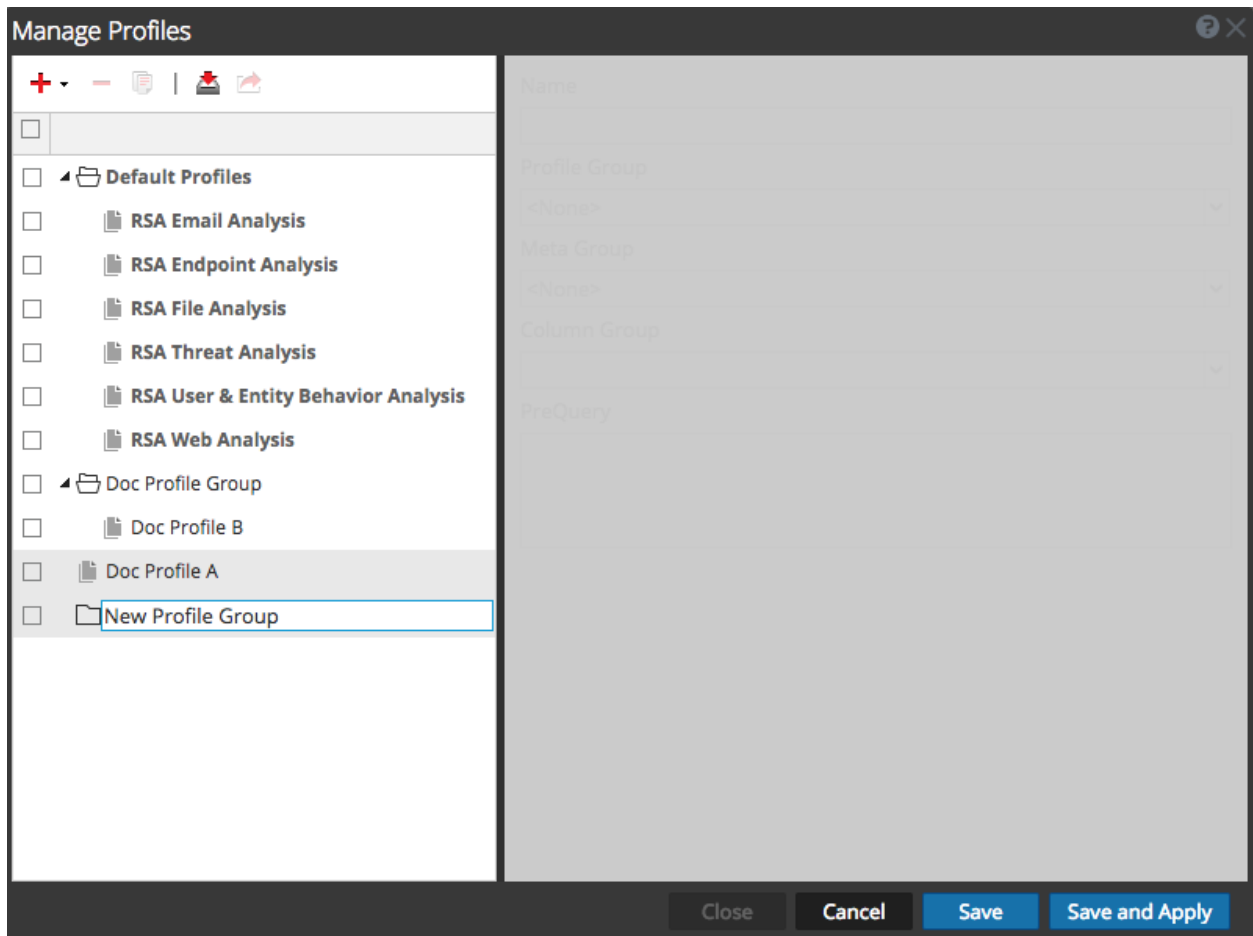 Manage Profiles
Default Profiles
RSA Email Analysis
RSA Endpoint Analysis
RSA File Analysis
RSA Threat Analysis
RSA User & Entity Behavior Analysis
RSA Web Analysis
Doc Profile Group
Doc Profile B
Doc Profile A
New Profile Group
Name
Profile Group
<None>
Meta Group
<None>
Column Group
PreQuery
Close
Cancel
Save
Save and Apply